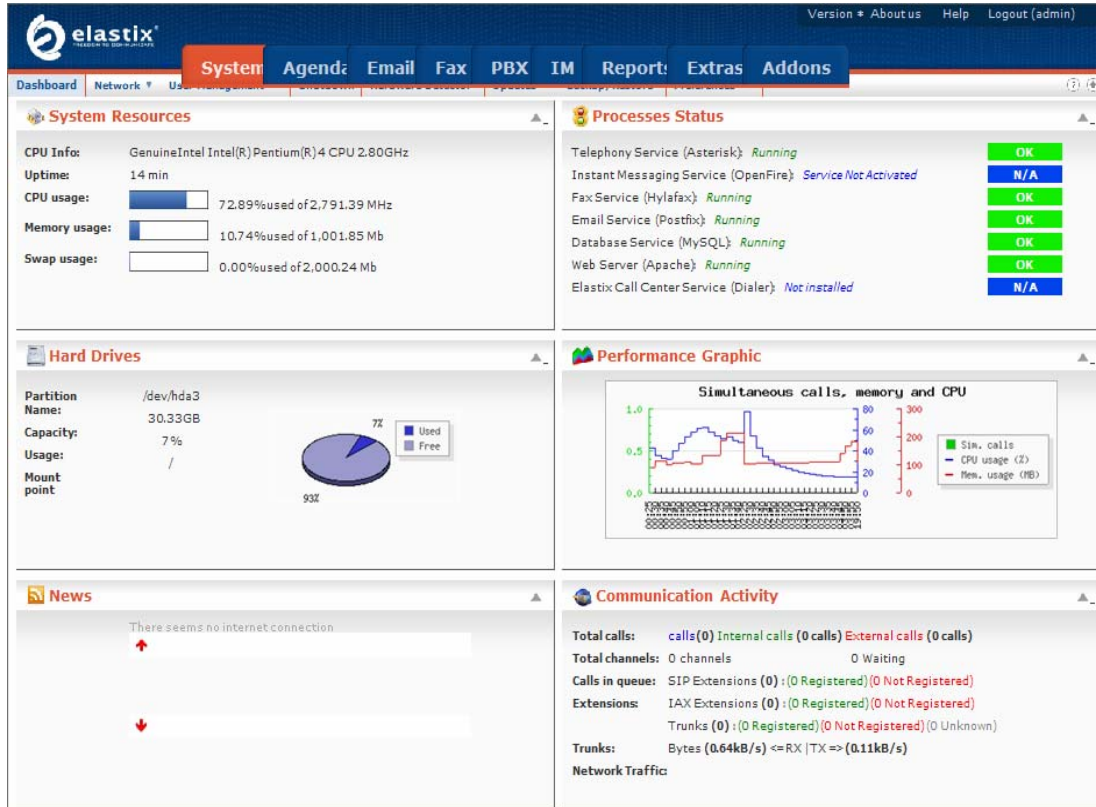 Version * About us Help Logout (admin)
elastix
FREEDOM TO COMMUNICATE
System Agenda Email Fax PBX IM Reports Extras Addons
Dashboard Network
System Resources
CPU Info: GenuineIntel Intel(R) Pentium(R) 4 CPU 2.80GHz
Uptime: 14 min
CPU usage: 72.89% used of 2,791.39 MHz
Memory usage: 10.74% used of 1,001.85 Mb
Swap usage: 0.00% used of 2,000.24 Mb
Processes Status
Telephony Service (Asterisk): Running OK
Instant Messaging Service (OpenFire): Service Not Activated N/A
Fax Service (Hylafax): Running OK
Email Service (Postfix): Running OK
Database Service (MySQL): Running OK
Web Server (Apache): Running OK
Elastix Call Center Service (Dialer): Not installed N/A
Hard Drives
Partition Name: /dev/hda3
Capacity: 30.33GB
Usage: 7%
Mount point /
7%
Used
Free
93%
Performance Graphic
Simultaneous calls, memory and CPU
1.0 80 300
60
0.5 40 200
20 100
0.0 0 0
Sim. calls
CPU usage (%)
Mem. usage (MB)
News
There seems no internet connection
Communication Activity
Total calls: calls(0) Internal calls (0 calls) External calls (0 calls)
Total channels: 0 channels 0 Waiting
Calls in queue: SIP Extensions (0) : (0 Registered)(0 Not Registered)
Extensions: IAX Extensions (0) : (0 Registered)(0 Not Registered)
Trunks (0) : (0 Registered)(0 Not Registered)(0 Unknown)
Trunks: Bytes (0.64kB/s) <=RX | TX => (0.11kB/s)
Network Traffic: